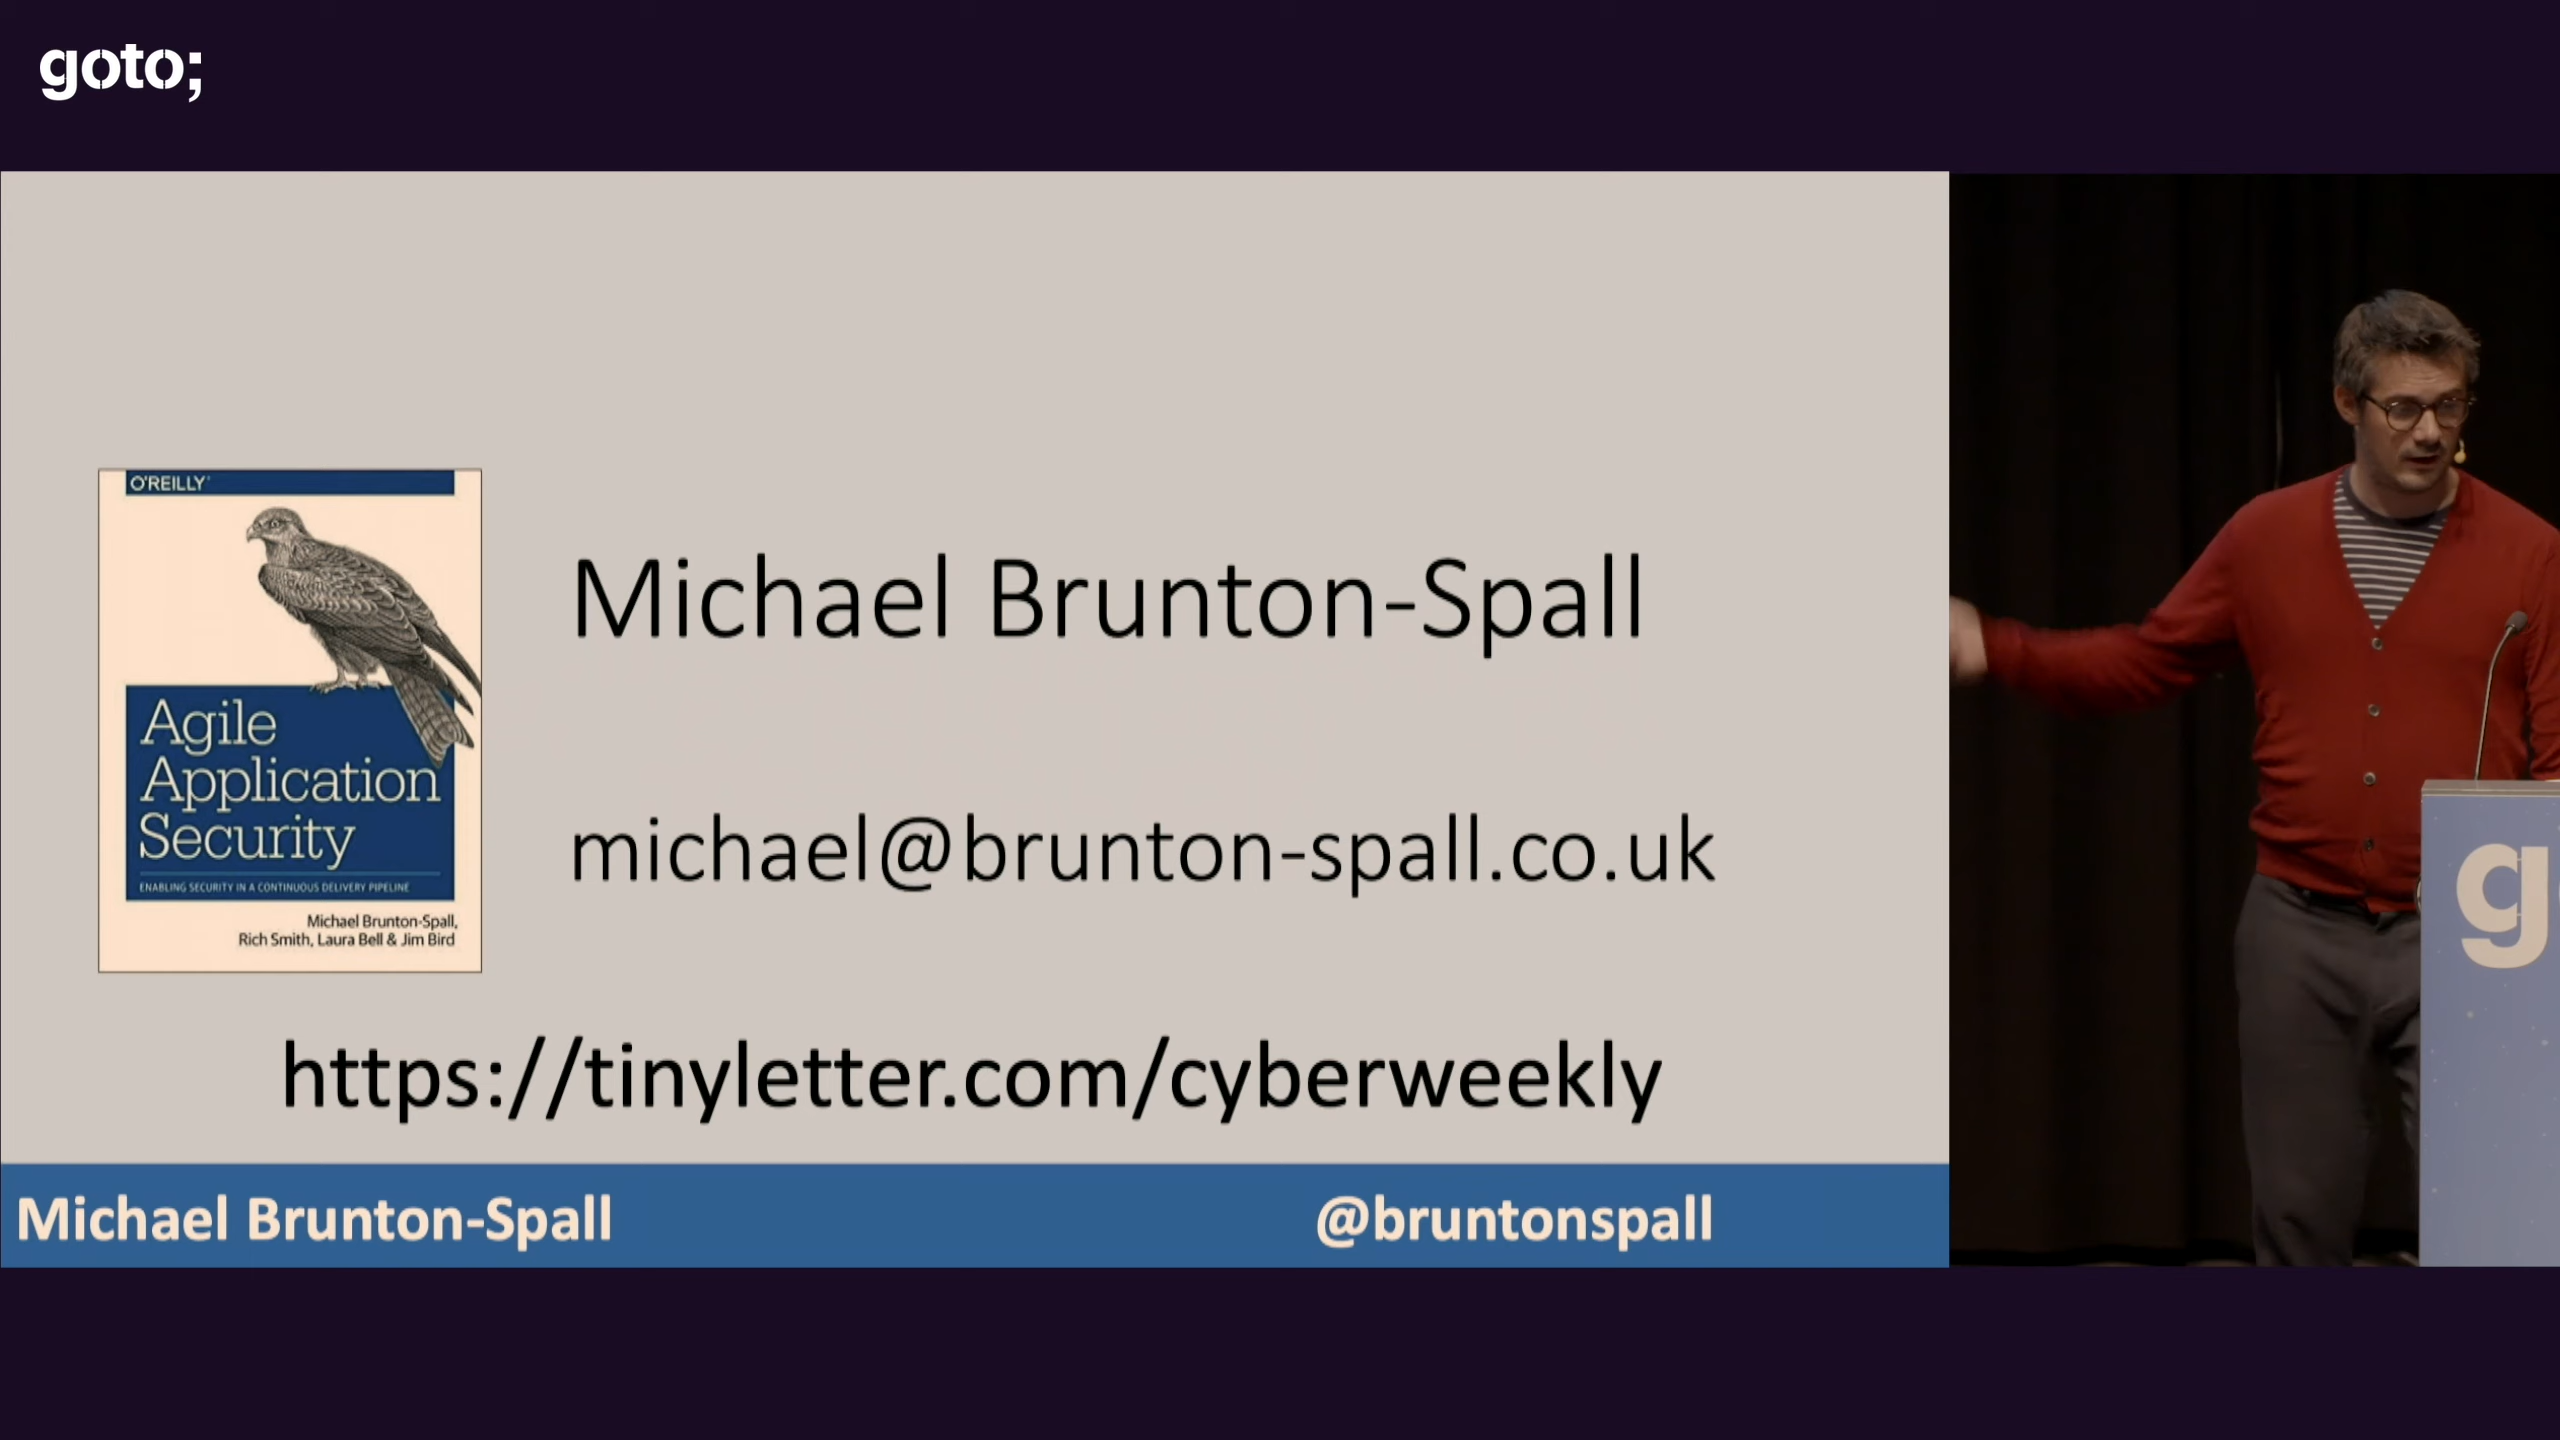 goto;
O'REILLY
Agile
Application
Security
ENABLING SECURITY IN A CONTINUOUS DELIVERY PIPELINE
Michael Brunton-Spall,
Rich Smith, Laura Bell & Jim Bird
Michael Brunton-Spall
michael@brunton-spall.co.uk
https://tinyletter.com/cyberweekly
Michael Brunton-Spall
@bruntonspall
g